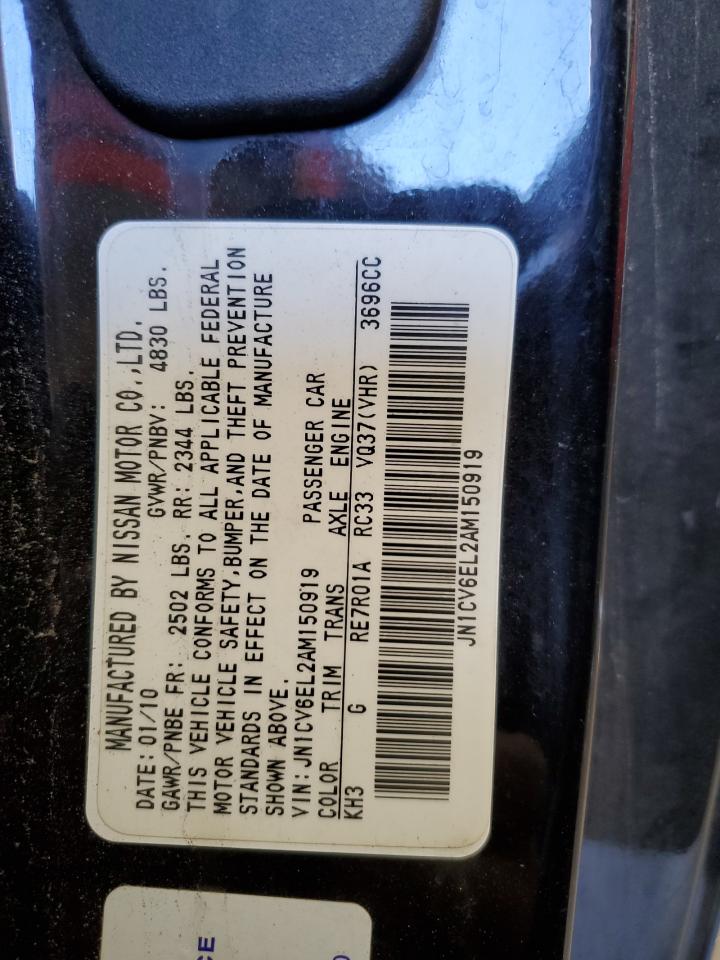 MANUFACTURED BY NISSAN MOTOR CO.,LTD.
DATE: 01/10 GVWR/PNBV: 4830 LBS.
GAWR/PNBE FR: 2502 LBS. RR: 2344 LBS.
THIS VEHICLE CONFORMS TO ALL APPLICABLE FEDERAL
MOTOR VEHICLE SAFETY,BUMPER,AND THEFT PREVENTION
STANDARDS IN EFFECT ON THE DATE OF MANUFACTURE
SHOWN ABOVE.
VIN: JN1CV6EL2AM150919 PASSENGER CAR
COLOR TRIM TRANS AXLE ENGINE
KH3 G RE7R01A RC33 VQ37(VHR) 3696CC
JN1CV6EL2AM150919